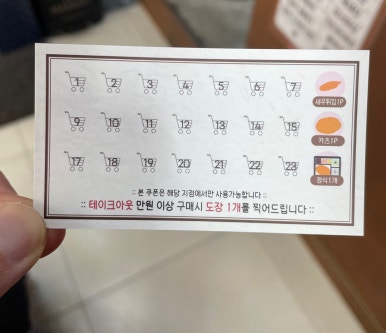 1 2 3 4 5 6 7 새우튀김1P
9 10 11 12 13 14 15 카츠1P
17 18 19 20 21 22 23 정식1개
:: 본 쿠폰은 해당 지점에서만 사용가능합니다 ::
:: 테이크아웃 만원 이상 구매시 도장 1개를 찍어드립니다 ::